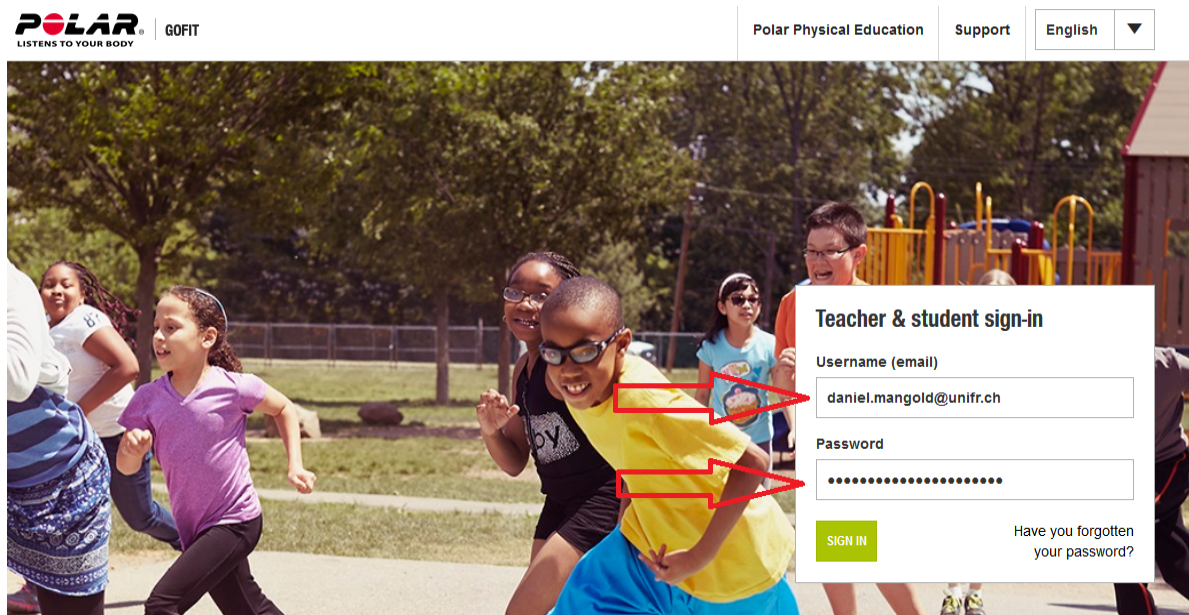 POLAR®
LISTENS TO YOUR BODY
GOFIT
Polar Physical Education
Support
English
by
Teacher & student sign-in
Username (email)
daniel.mangold@unifr.ch
Password
••••••••••••••••••••••
SIGN IN
Have you forgotten
your password?